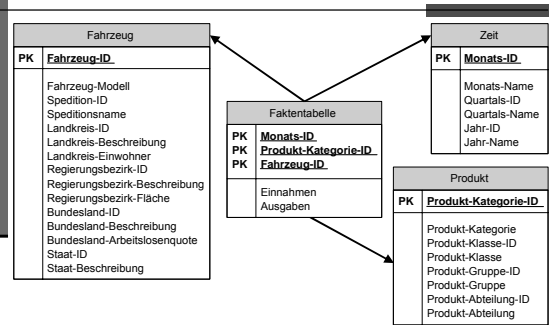 Fahrzeug
PK Fahrzeug-ID
Fahrzeug-Modell
Spedition-ID
Speditionsname
Landkreis-ID
Landkreis-Beschreibung
Landkreis-Einwohner
Regierungsbezirk-ID
Regierungsbezirk-Beschreibung
Regierungsbezirk-Fläche
Bundesland-ID
Bundesland-Beschreibung
Bundesland-Arbeitslosenquote
Staat-ID
Staat-Beschreibung
Faktentabelle
PK Monats-ID
PK Produkt-Kategorie-ID
PK Fahrzeug-ID
Einnahmen
Ausgaben
Zeit
PK Monats-ID
Monats-Name
Quartals-ID
Quartals-Name
Jahr-ID
Jahr-Name
Produkt
PK Produkt-Kategorie-ID
Produkt-Kategorie
Produkt-Klasse-ID
Produkt-Klasse
Produkt-Gruppe-ID
Produkt-Gruppe
Produkt-Abteilung-ID
Produkt-Abteilung